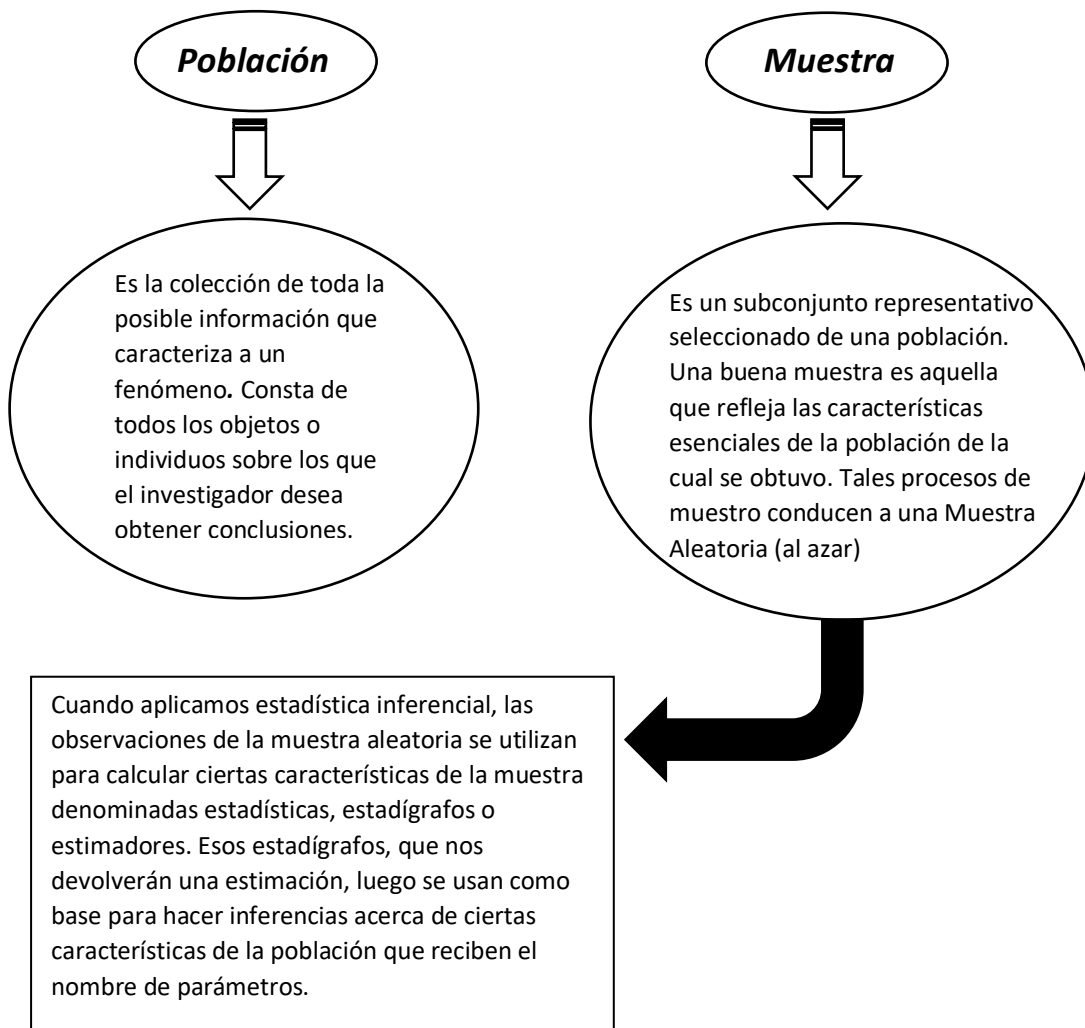 Población
Es la colección de toda la
posible información que
caracteriza a un
fenómeno. Consta de
todos los objetos o
individuos sobre los que
el investigador desea
obtener conclusiones.
Muestra
Es un subconjunto representativo
seleccionado de una población.
Una buena muestra es aquella
que refleja las características
esenciales de la población de la
cual se obtuvo. Tales procesos de
muestro conducen a una Muestra
Aleatoria (al azar)
Cuando aplicamos estadística inferencial, las
observaciones de la muestra aleatoria se utilizan
para calcular ciertas características de la muestra
denominadas estadísticas, estadígrafos o
estimadores. Esos estadígrafos, que nos
devolverán una estimación, luego se usan como
base para hacer inferencias acerca de ciertas
características de la población que reciben el
nombre de parámetros.